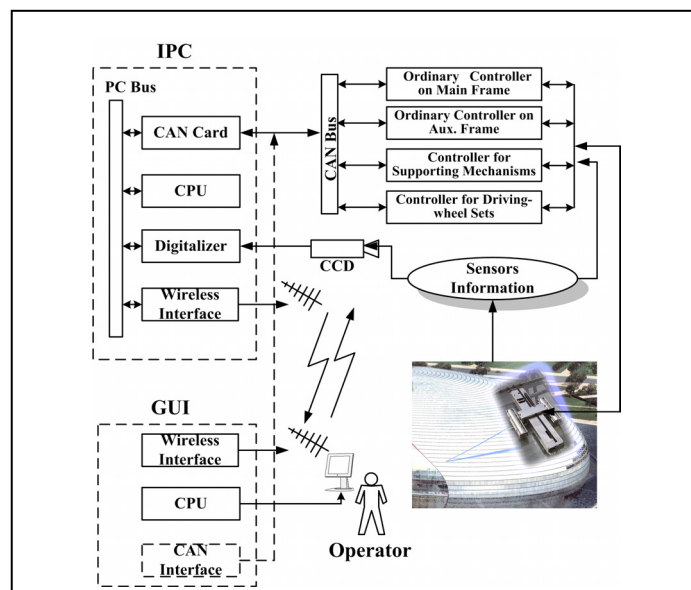 IPC
PC Bus
CAN Card
CPU
Digitalizer
Wireless
Interface
CAN Bus
Ordinary Controller
on Main Frame
Ordinary Controller on
Aux. Frame
Controller for
Supporting Mechanisms
Controller for Driving-
wheel Sets
CCD
Sensors
Information
GUI
Wireless
Interface
CPU
CAN
Interface
Operator